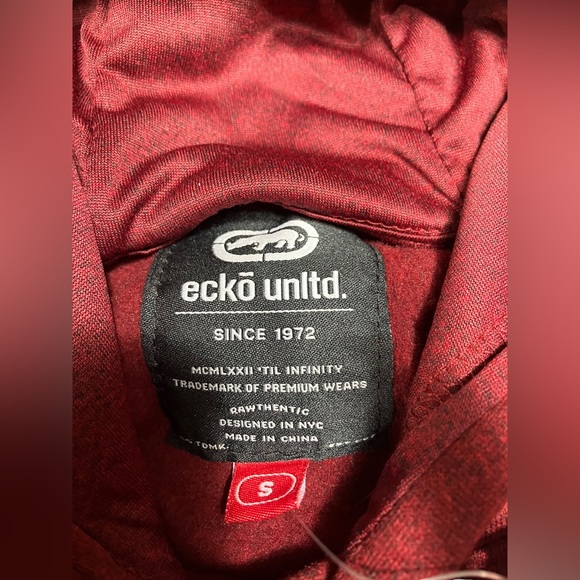 eckō unltd.
SINCE 1972
MCMLXXII 'TIL INFINITY
TRADEMARK OF PREMIUM WEARS
RAWTHENTIC
DESIGNED IN NYC
MADE IN CHINA
S